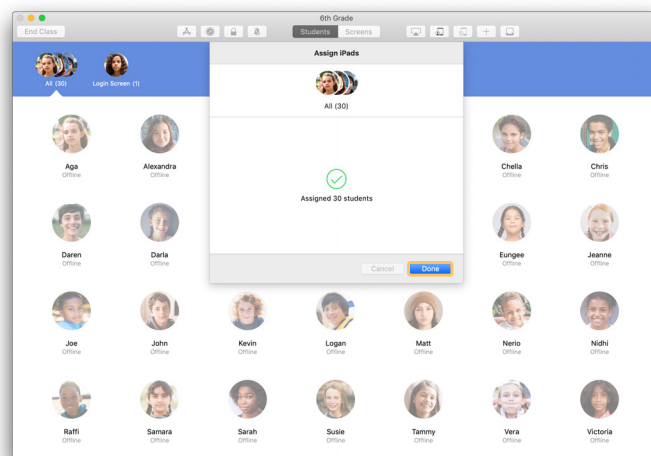 6th Grade
End Class
Students
Screens
Assign iPads
All (30)
Login Screen (1)
All (30)
Assigned 30 students
Cancel
Done
Aga
Offline
Alexandra
Offline
Chella
Offline
Chris
Offline
Daren
Offline
Darla
Offline
Eungee
Offline
Jeanne
Offline
Joe
Offline
John
Offline
Kevin
Offline
Logan
Offline
Matt
Offline
Nerio
Offline
Nidhi
Offline
Raffi
Offline
Samara
Offline
Sarah
Offline
Susie
Offline
Tammy
Offline
Vera
Offline
Victoria
Offline